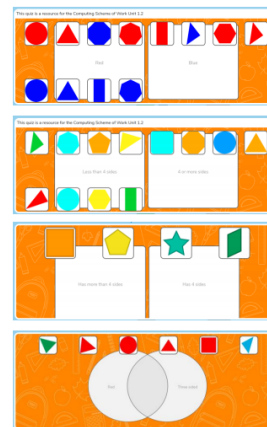 This quiz is a resource for the Computing Scheme of Work Unit 1.2
Red
Blue
This quiz is a resource for the Computing Scheme of Work Unit 1.2
Less than 4 sides
4 or more sides
Has more than 4 sides
Has 4 sides
Red
Three sided